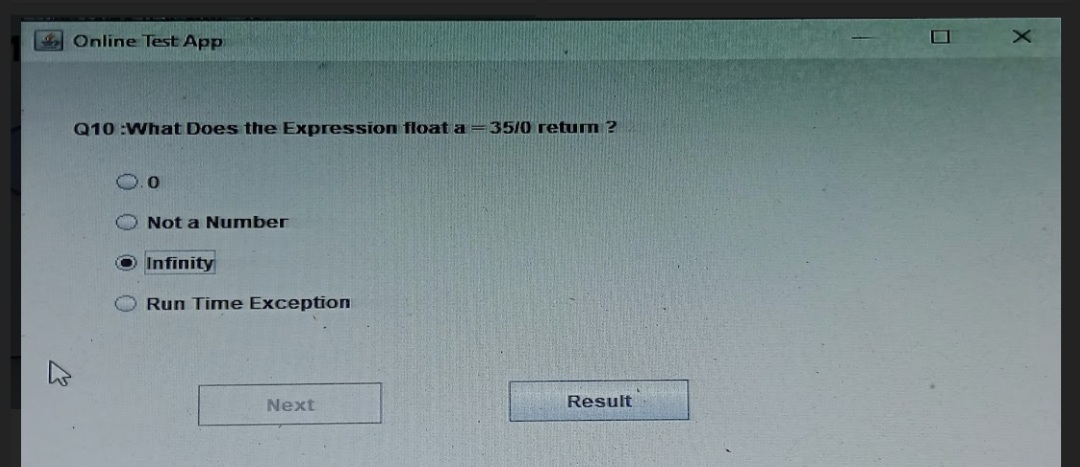 Online Test App
Q10 :What Does the Expression float a = 35/0 return ?
0
Not a Number
Infinity
Run Time Exception
Next
Result